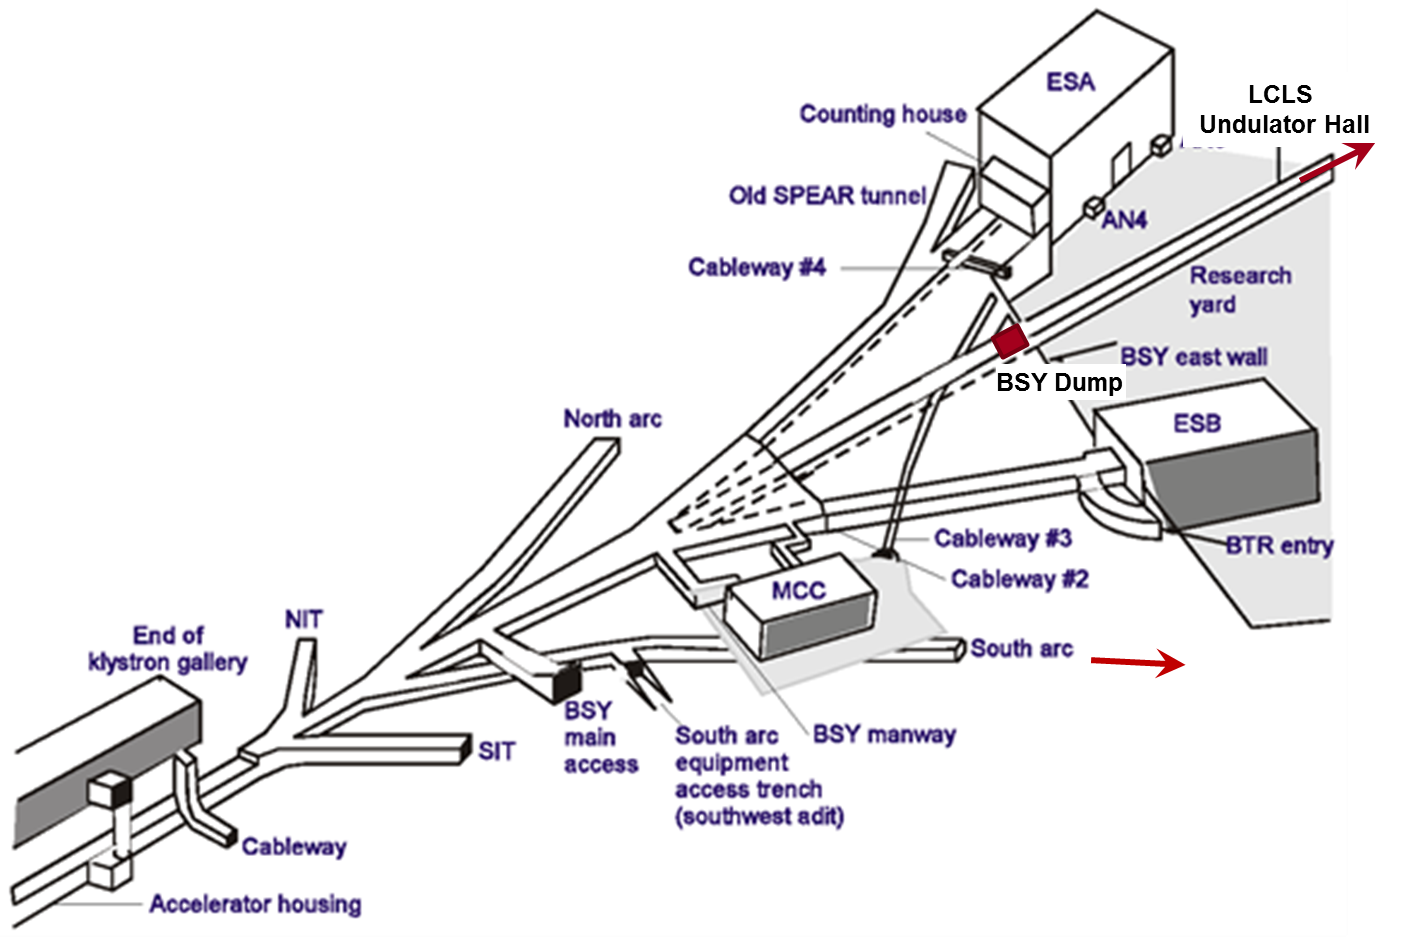 ESA
LCLS
Undulator Hall
Counting house
Old SPEAR tunnel
AN4
Cableway #4
Research
yard
BSY east wall
BSY Dump
North arc
ESB
Cableway #3
BTR entry
Cableway #2
MCC
NIT
End of
klystron gallery
South arc
BSY
main
access
South arc
equipment
access trench
(southwest adit)
BSY manway
SIT
Cableway
Accelerator housing